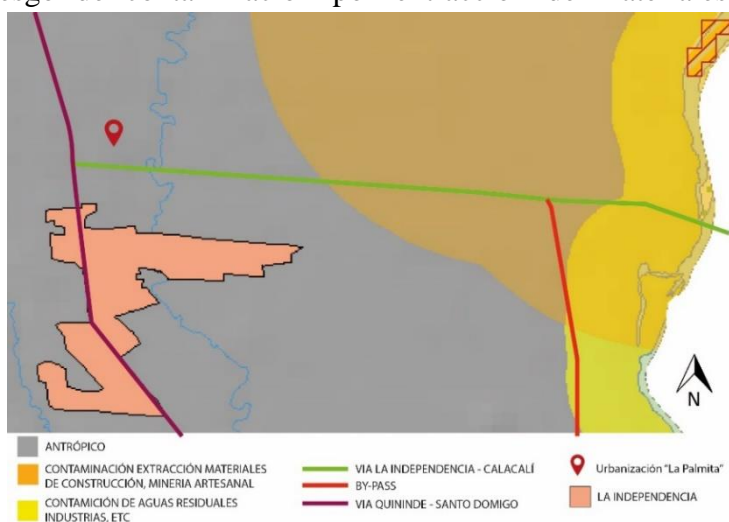 N
ANTRÓPICO
CONTAMINACIÓN EXTRACCIÓN MATERIALES
DE CONSTRUCCIÓN, MINERIA ARTESANAL
CONTAMICIÓN DE AGUAS RESIDUALES
INDUSTRIAS, ETC
VIA LA INDEPENDENCIA - CALACALÍ
BY-PASS
VIA QUININDE - SANTO DOMIGO
Urbanización "La Palmita"
LA INDEPENDENCIA